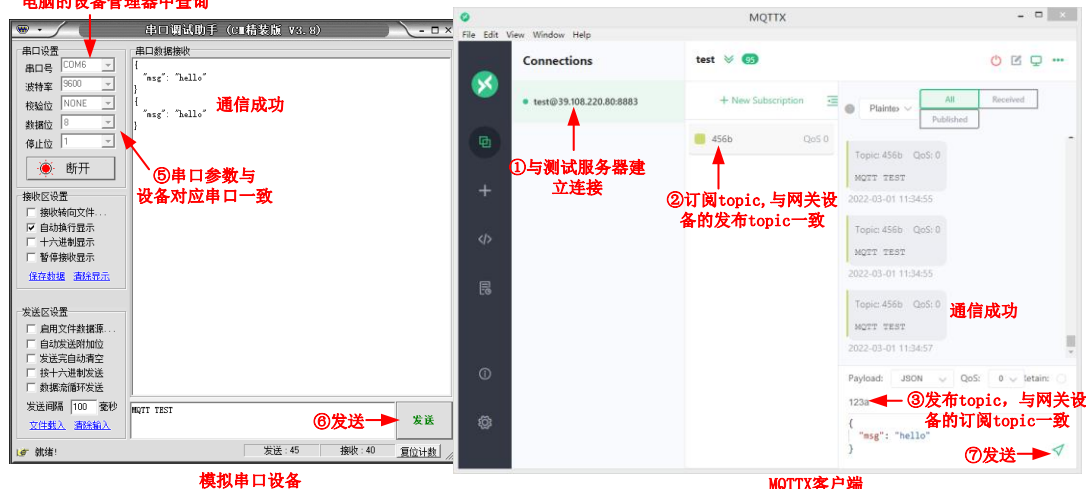 电脑的设备管理器中查询
串口调试助手 (CM精装版 V3.8)
串口设置
串口号 COM6
波特率 9600
校验位 NONE
数据位 8
停止位 1
断开
⑤串口参数与
设备对应串口一致
接收区设置
接收转向文件...
自动换行显示
十六进制显示
暂停接收显示
保存数据 清除显示
发送区设置
启用文件数据源...
自动发送附加位
发送完自动清空
按十六进制发送
数据流循环发送
发送间隔 100 毫秒
文件载入 清除输入
串口数据接收
{
"msg": "hello"
}
{
"msg": "hello"
}
通信成功
MQTT TEST
⑥发送
发送
就绪!
发送 : 45
接收 : 40
复位计数
模拟串口设备
MQTTX
File Edit View Window Help
Connections
test@39.108.220.80:8883
①与测试服务器建
立连接
test 95
+ New Subscription
456b QoS 0
②订阅topic,与网关设
备的发布topic一致
Plaintex
All
Received
Published
Topic: 456b QoS: 0
MQTT TEST
2022-03-01 11:34:55
Topic: 456b QoS: 0
MQTT TEST
2022-03-01 11:34:55
Topic: 456b QoS: 0
MQTT TEST
2022-03-01 11:34:57
通信成功
Payload: JSON QoS: 0 letain:
123a
③发布topic, 与网关设
备的订阅topic一致
{
"msg": "hello"
}
⑦发送
MQTTX客户端